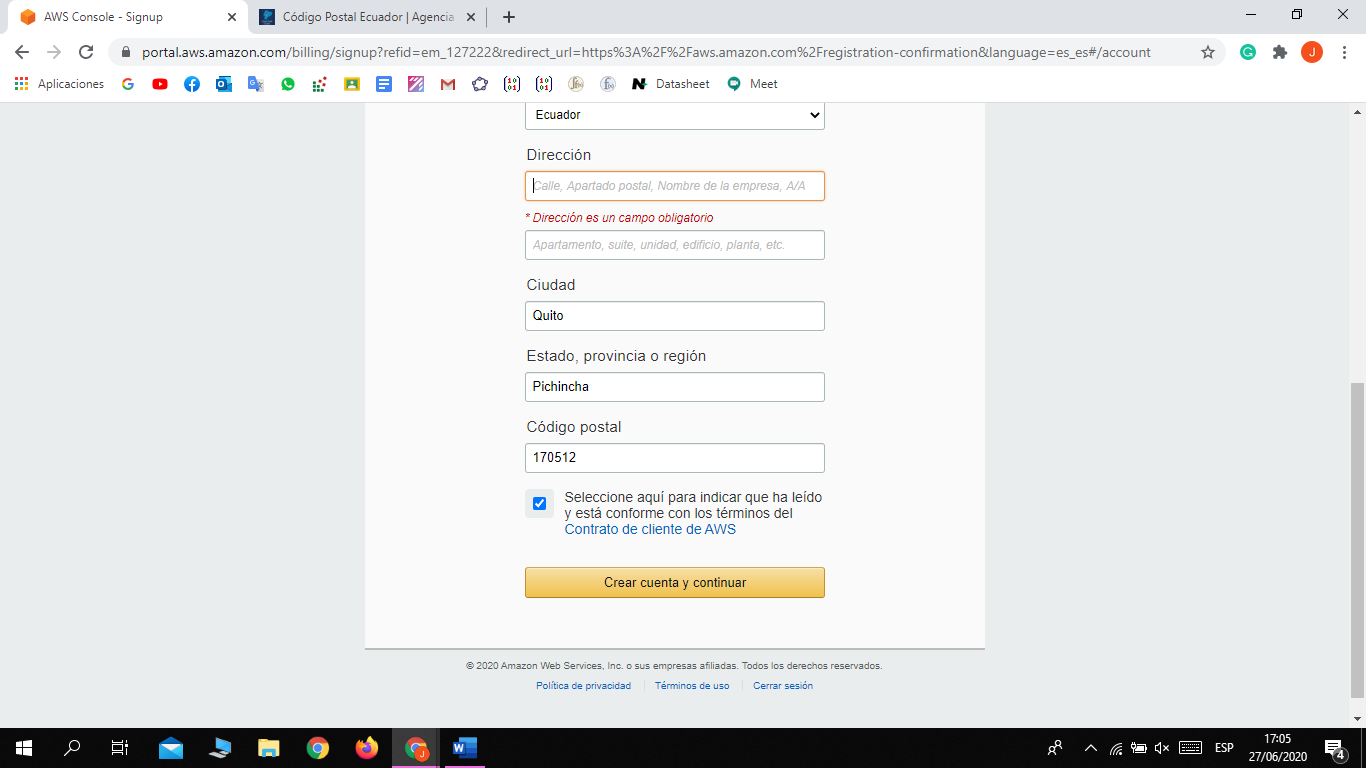 AWS Console - Signup
Código Postal Ecuador | Agencia
portal.aws.amazon.com/billing/signup?refid=em_127222&redirect_url=https%3A%2F%2Faws.amazon.com%2Fregistration-confirmation&language=es_es#/account
J
Aplicaciones
Datasheet
Meet
Ecuador
Dirección
Calle, Apartado postal, Nombre de la empresa, A/A
* Dirección es un campo obligatorio
Apartamento, suite, unidad, edificio, planta, etc.
Ciudad
Quito
Estado, provincia o región
Pichincha
Código postal
170512
Seleccione aquí para indicar que ha leído
y está conforme con los términos del
Contrato de cliente de AWS
Crear cuenta y continuar
© 2020 Amazon Web Services, Inc. o sus empresas afiliadas. Todos los derechos reservados.
Política de privacidad
Términos de uso
Cerrar sesión
ESP
17:05
27/06/2020
4